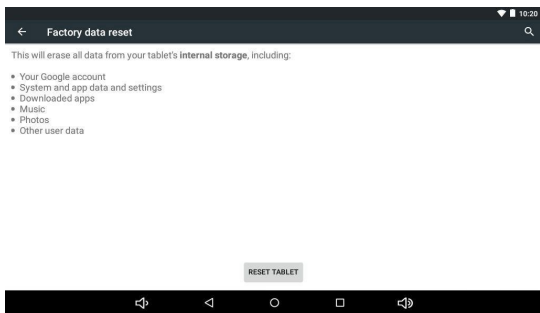 10:20
Factory data reset
This will erase all data from your tablet's internal storage, including:
• Your Google account
• System and app data and settings
• Downloaded apps
• Music
• Photos
• Other user data
RESET TABLET